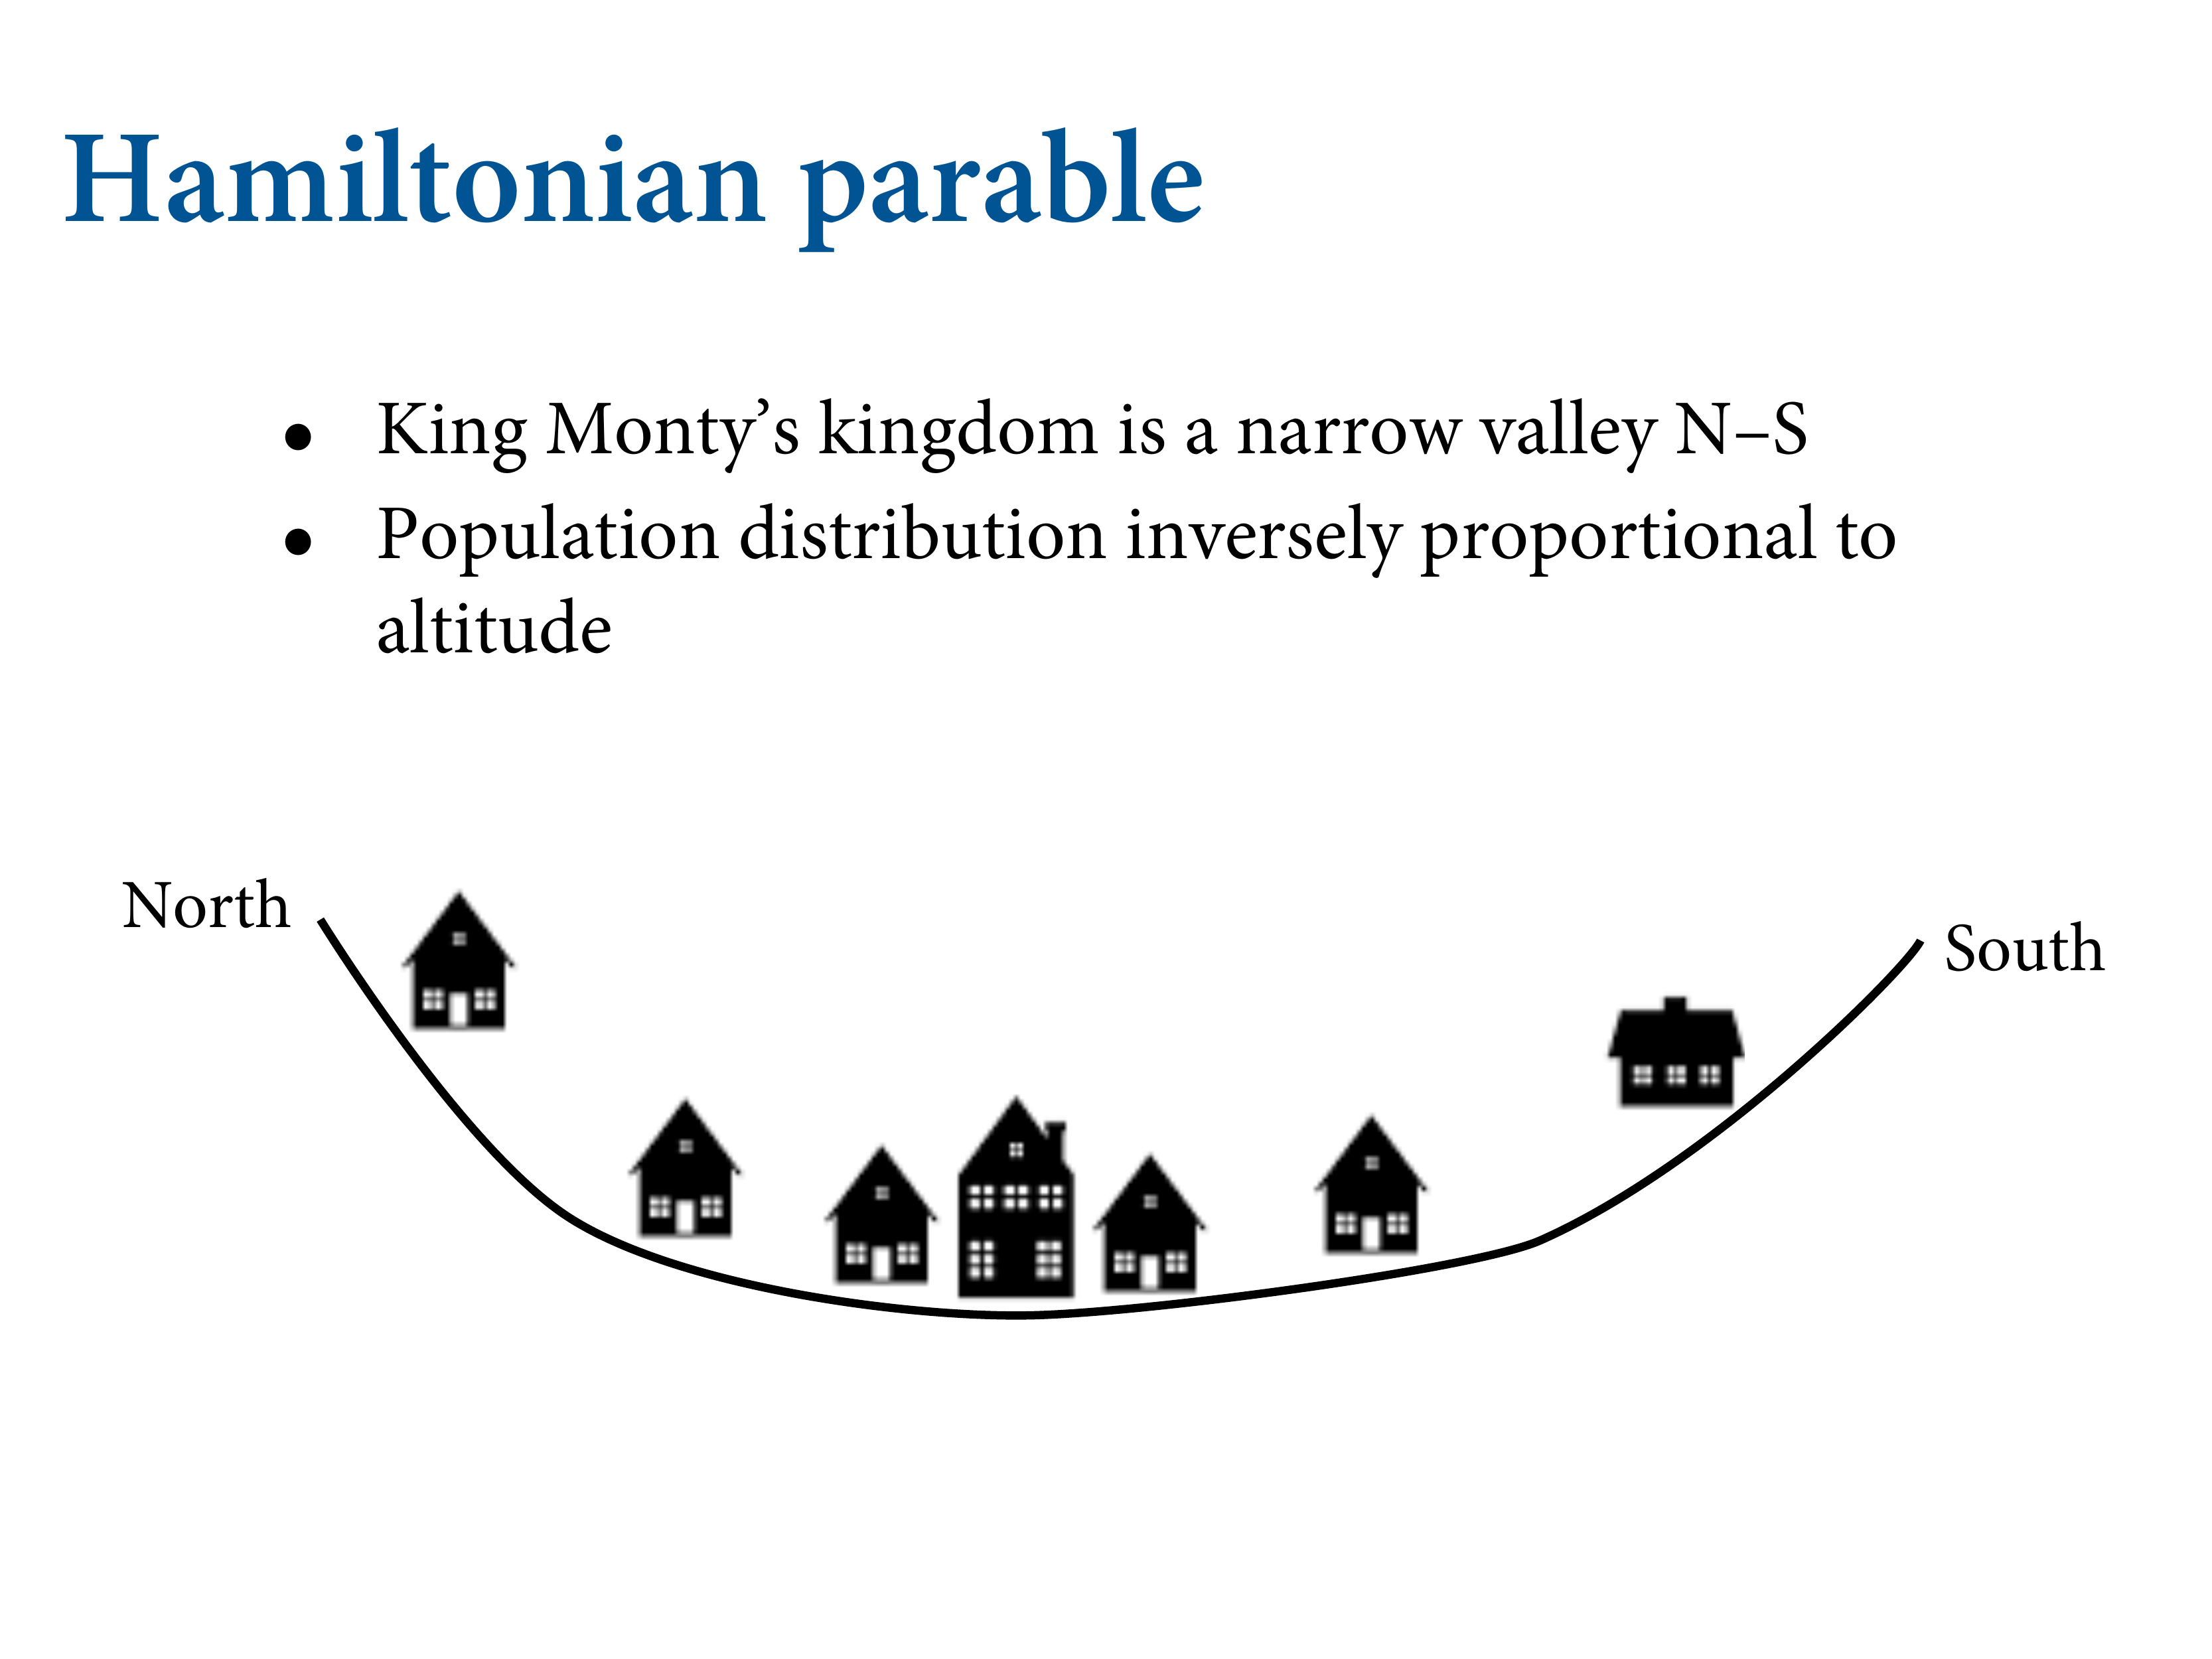 Hamiltonian parable
• King Monty’s kingdom is a narrow valley N–S
• Population distribution inversely proportional to
altitude
North
South